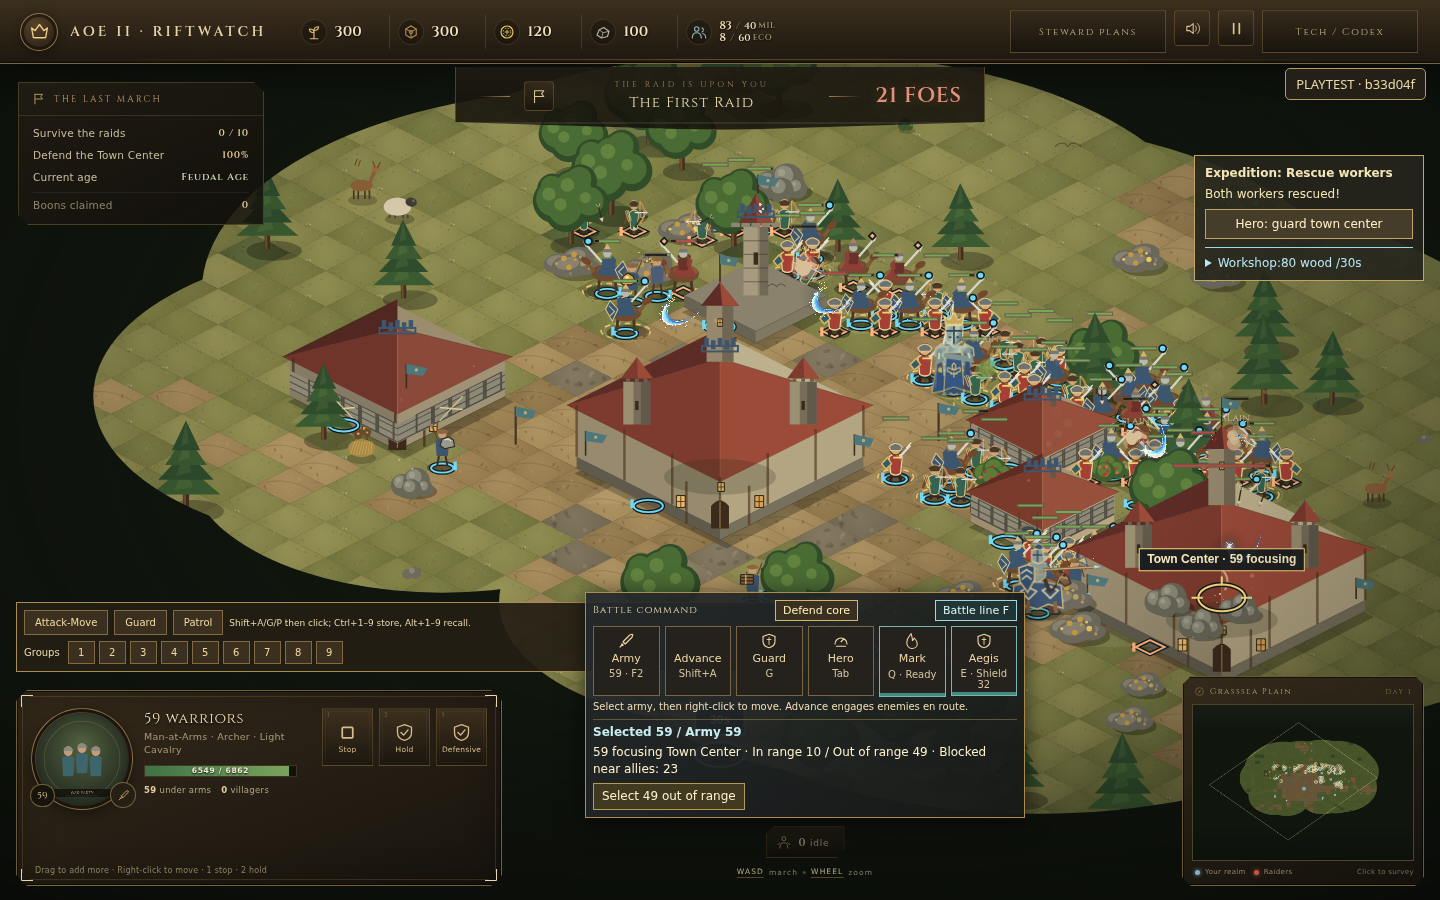 AOE II · RIFTWATCH
300
300
120
100
83 / 40 MIL
8 / 60 ECO
STEWARD PLANS
TECH / CODEX
THE LAST MARCH
Survive the raids 0 / 10
Defend the Town Center 100%
Current age FEUDAL AGE
Boons claimed 0
THE RAID IS UPON YOU
THE FIRST RAID
21 FOES
PLAYTEST · b33d04f
Expedition: Rescue workers
Both workers rescued!
Hero: guard town center
▶ Workshop:80 wood /30s
Town Center · 59 focusing
Attack-Move Guard Patrol Shift+A/G/P then click; Ctrl+1–9 store, Alt+1–9 recall.
Groups 1 2 3 4 5 6 7 8 9
BATTLE COMMAND Defend core Battle line F
Army
59 · F2
Advance
Shift+A
Guard
G
Hero
Tab
Mark
Q · Ready
Aegis
E · Shield
32
Select army, then right-click to move. Advance engages enemies en route.
Selected 59 / Army 59
59 focusing Town Center · In range 10 / Out of range 49 · Blocked
near allies: 23
Select 49 out of range
59 WARRIORS
Man-at-Arms · Archer · Light
Cavalry
6549 / 6862
59 under arms 0 villagers
59
WAR PARTY
1
Stop
2
Hold
3
Defensive
Drag to add more · Right-click to move · 1 stop · 2 hold
0 idle
WASD march + WHEEL zoom
GRASSSEA PLAIN DAY 1
Your realm Raiders Click to survey